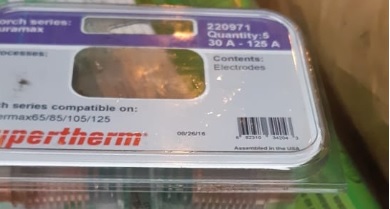 orch series:
uramax
220971
Quantity:5
30 A - 125 A
ocesses:
Contents:
Electrodes
ch series compatible on:
ermax65/85/105/125
pertherm
08/26/16
Assembled in the USA